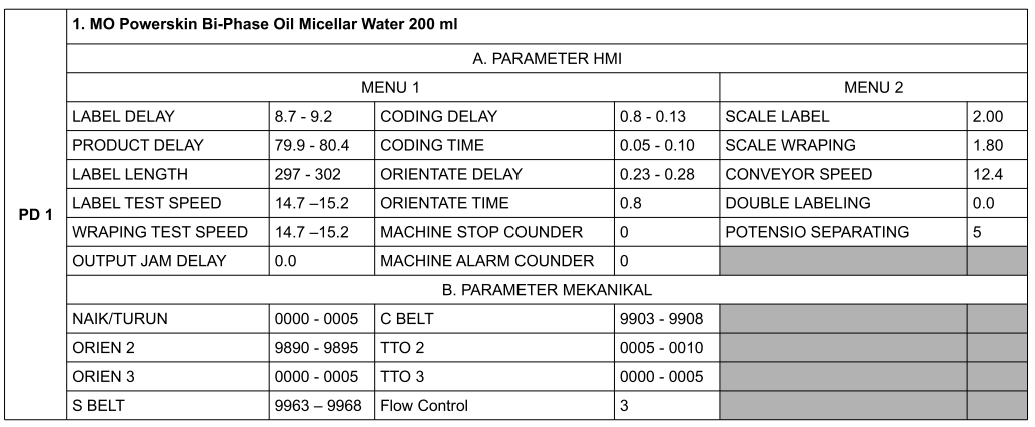 1. MO Powerskin Bi-Phase Oil Micellar Water 200 ml
A. PARAMETER HMI
MENU 1 MENU 2
LABEL DELAY 8.7 - 9.2 CODING DELAY 0.8 - 0.13 SCALE LABEL 2.00
PRODUCT DELAY 79.9 - 80.4 CODING TIME 0.05 - 0.10 SCALE WRAPING 1.80
LABEL LENGTH 297 - 302 ORIENTATE DELAY 0.23 - 0.28 CONVEYOR SPEED 12.4
PD 1 LABEL TEST SPEED 14.7 –15.2 ORIENTATE TIME 0.8 DOUBLE LABELING 0.0
WRAPING TEST SPEED 14.7 –15.2 MACHINE STOP COUNDER 0 POTENSIO SEPARATING 5
OUTPUT JAM DELAY 0.0 MACHINE ALARM COUNDER 0
B. PARAMETER MEKANIKAL
NAIK/TURUN 0000 - 0005 C BELT 9903 - 9908
ORIEN 2 9890 - 9895 TTO 2 0005 - 0010
ORIEN 3 0000 - 0005 TTO 3 0000 - 0005
S BELT 9963 – 9968 Flow Control 3